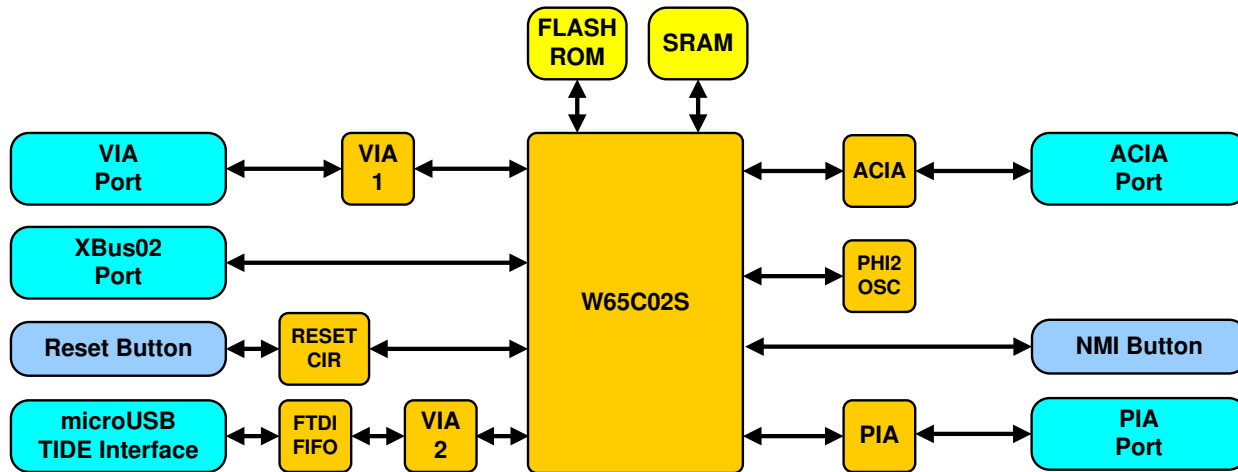 FLASH
ROM
SRAM
VIA
Port
VIA
1
ACIA
ACIA
Port
XBus02
Port
W65C02S
PHI2
OSC
Reset Button
RESET
CIR
NMI Button
microUSB
TIDE Interface
FTDI
FIFO
VIA
2
PIA
PIA
Port